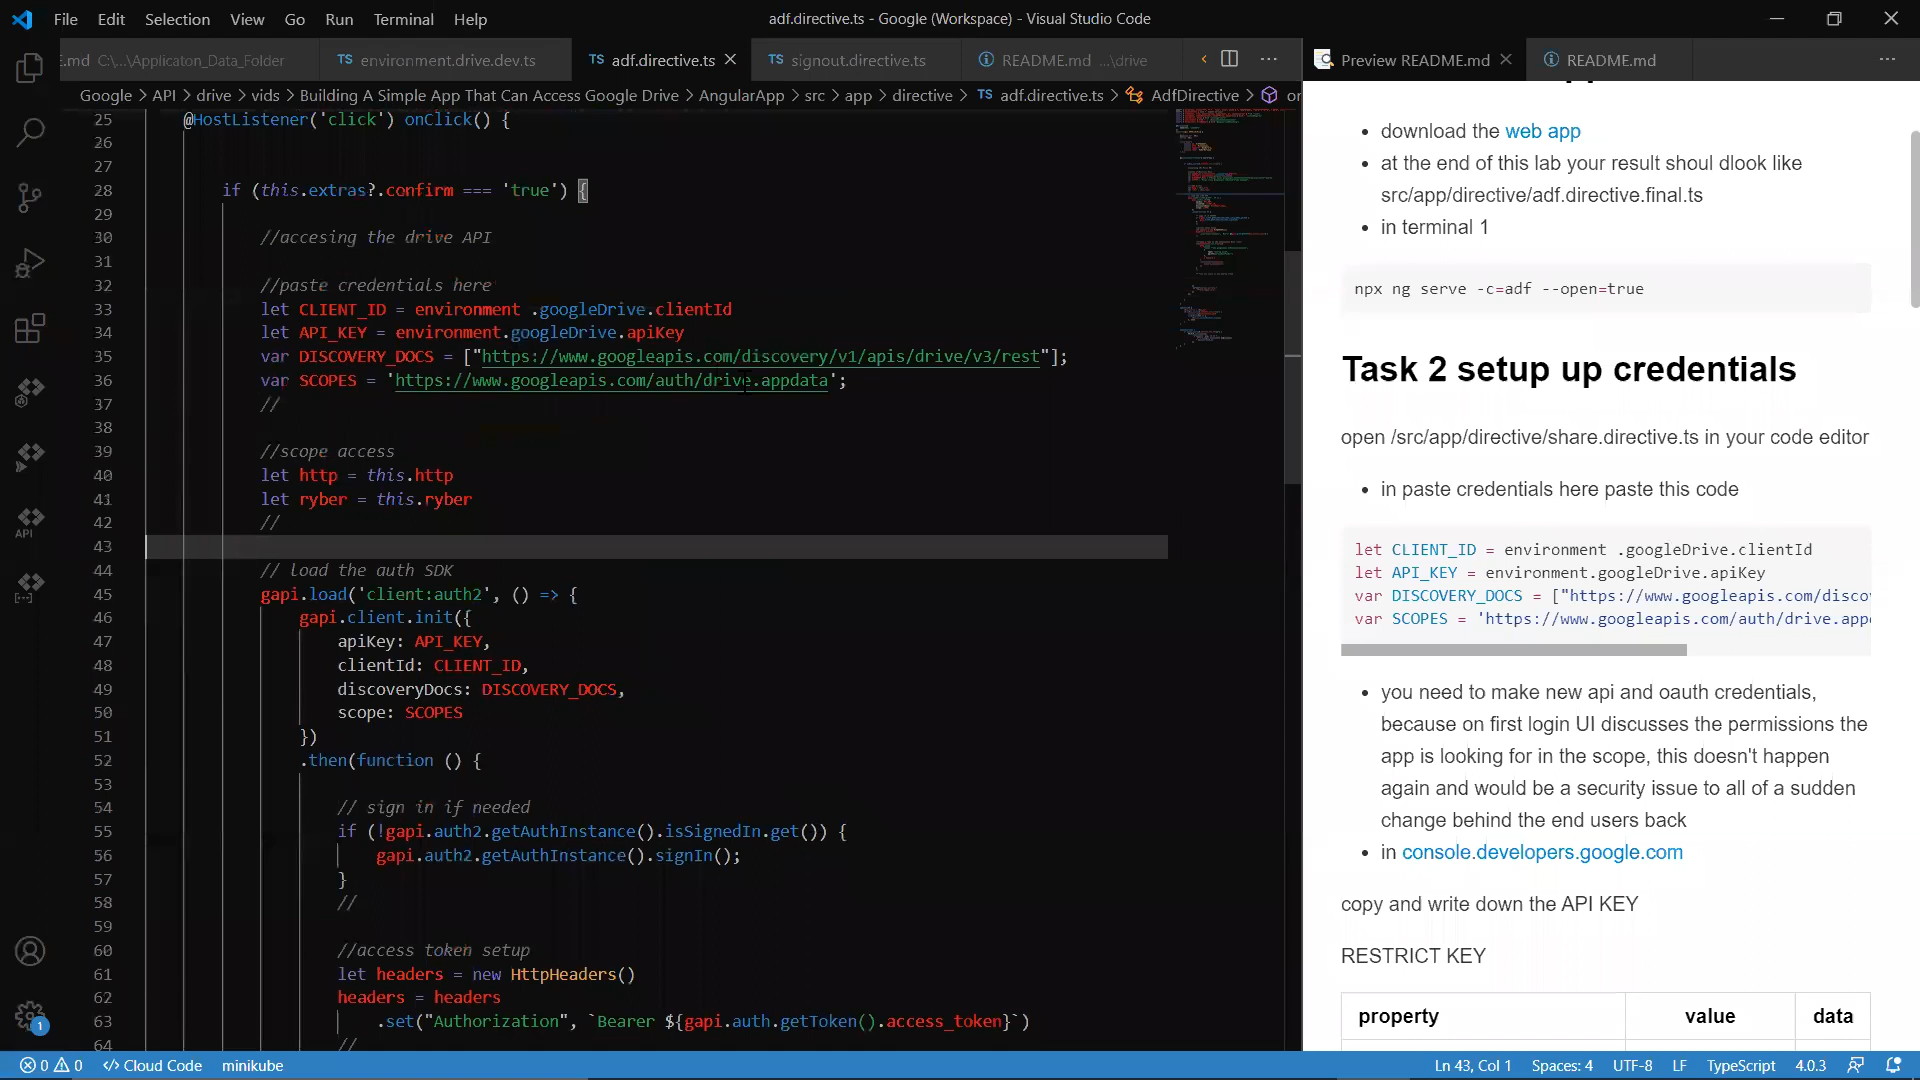 File Edit Selection View Go Run Terminal Help
adf.directive.ts - Google (Workspace) - Visual Studio Code
E.md C:\...\Applicaton_Data_Folder
TS environment.drive.dev.ts
TS adf.directive.ts
TS signout.directive.ts
README.md ...\drive
Preview README.md
README.md
Google > API > drive > vids > Building A Simple App That Can Access Google Drive > AngularApp > src > app > directive > TS adf.directive.ts > AdfDirective > or
25 @HostListener('click') onClick() {
26
27
28 if (this.extras?.confirm === 'true') {
29
30 //accesing the drive API
31
32 //paste credentials here
33 let CLIENT_ID = environment .googleDrive.clientId
34 let API_KEY = environment.googleDrive.apiKey
35 var DISCOVERY_DOCS = ["https://www.googleapis.com/discovery/v1/apis/drive/v3/rest"];
36 var SCOPES = 'https://www.googleapis.com/auth/drive.appdata';
37 //
38
39 //scope access
40 let http = this.http
41 let ryber = this.ryber
42 //
43
44 // load the auth SDK
45 gapi.load('client:auth2', () => {
46 gapi.client.init({
47 apiKey: API_KEY,
48 clientId: CLIENT_ID,
49 discoveryDocs: DISCOVERY_DOCS,
50 scope: SCOPES
51 })
52 .then(function () {
53
54 // sign in if needed
55 if (!gapi.auth2.getAuthInstance().isSignedIn.get()) {
56 gapi.auth2.getAuthInstance().signIn();
57 }
58 //
59
60 //access token setup
61 let headers = new HttpHeaders()
62 headers = headers
63 .set("Authorization", `Bearer ${gapi.auth.getToken().access_token}`)
64 //
API
download the web app
at the end of this lab your result shoul dlook like
src/app/directive/adf.directive.final.ts
in terminal 1
npx ng serve -c=adf --open=true
Task 2 setup up credentials
open /src/app/directive/share.directive.ts in your code editor
in paste credentials here paste this code
let CLIENT_ID = environment .googleDrive.clientId
let API_KEY = environment.googleDrive.apiKey
var DISCOVERY_DOCS = ["https://www.googleapis.com/disco
var SCOPES = 'https://www.googleapis.com/auth/drive.app
you need to make new api and oauth credentials,
because on first login UI discusses the permissions the
app is looking for in the scope, this doesn't happen
again and would be a security issue to all of a sudden
change behind the end users back
in console.developers.google.com
copy and write down the API KEY
RESTRICT KEY
property value data
1
0 0 Cloud Code minikube
Ln 43, Col 1 Spaces: 4 UTF-8 LF TypeScript 4.0.3